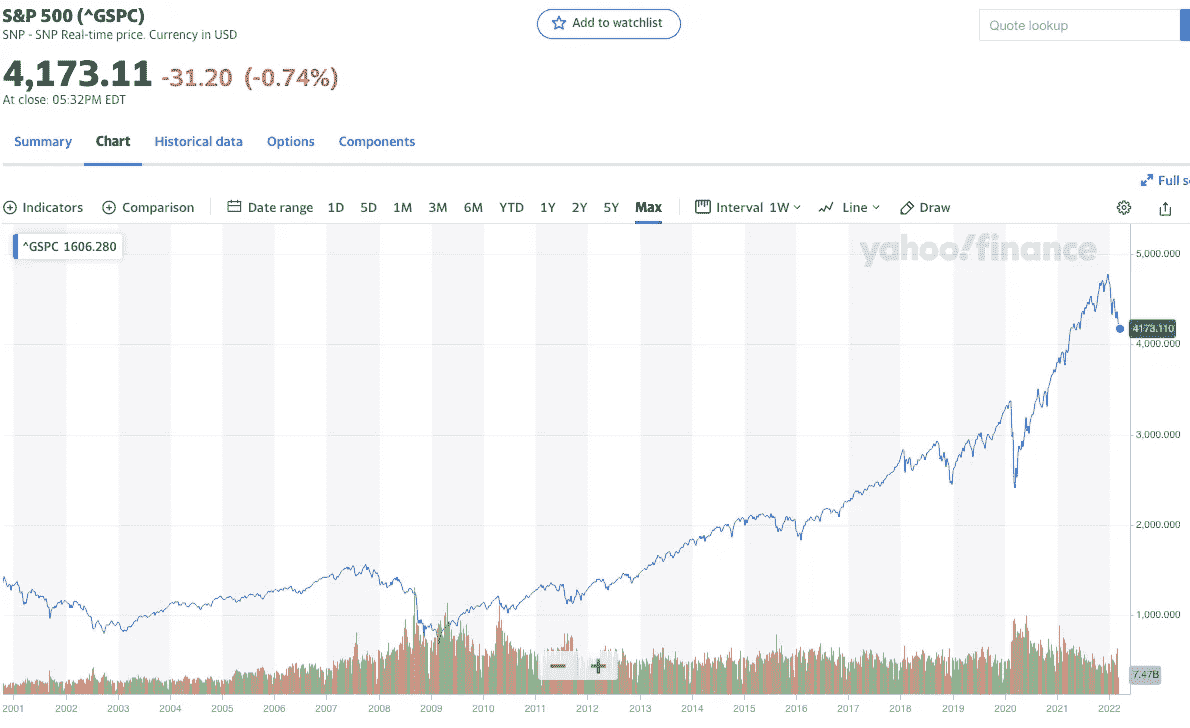 S&P 500 (^GSPC)
SNP - SNP Real-time price. Currency in USD
Add to watchlist
Quote lookup
4,173.11 -31.20 (-0.74%)
At close: 05:32PM EDT
Summary Chart Historical data Options Components
Full s
Indicators Comparison Date range 1D 5D 1M 3M 6M YTD 1Y 2Y 5Y Max Interval 1W Line Draw
^GSPC 1606.280
yahoo!finance
5,000.000
4173.110
4,000.000
3,000.000
2,000.000
1,000.000
7.47B
2001 2002 2003 2004 2005 2006 2007 2008 2009 2010 2011 2012 2013 2014 2015 2016 2017 2018 2019 2020 2021 2022